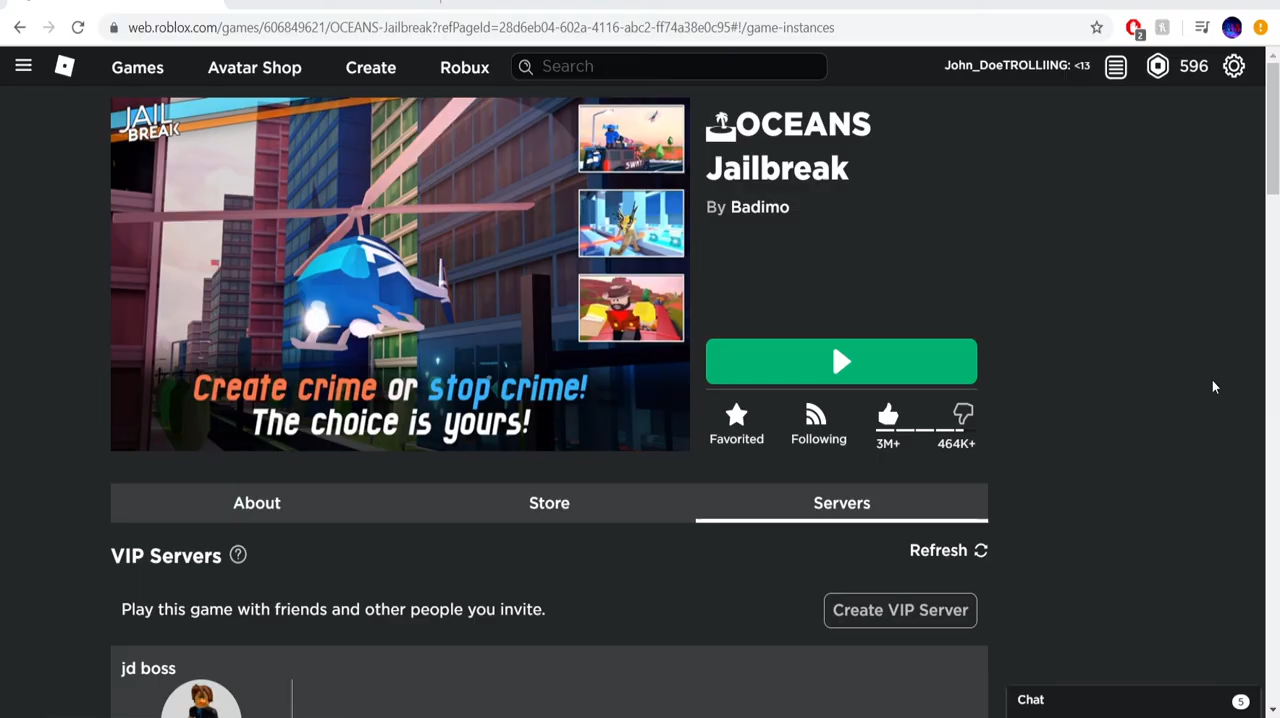 web.roblox.com/games/606849621/OCEANS-Jailbreak?refPageId=28d6eb04-602a-4116-abc2-ff74a38e0c95#!/game-instances
2
Games
Avatar Shop
Create
Robux
Search
John_DoeTROLLIING: <13
596
JAIL
BREAK
SWAT
Create crime or stop crime!
The choice is yours!
OCEANS
Jailbreak
By Badimo
Favorited
Following
3M+
464K+
About
Store
Servers
VIP Servers
Refresh
Play this game with friends and other people you invite.
Create VIP Server
jd boss
Chat
5